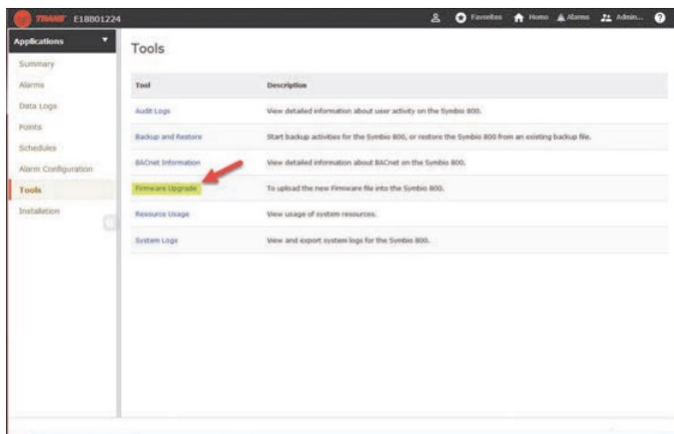 TRANE E18801224
Favorites Home Alarms Admin...
Applications
Tools
Summary
Alarms
Data Logs
Points
Schedules
Alarm Configuration
Tools
Installation
Tool Description
Audit Logs View detailed information about user activity on the Symbio 800.
Backup and Restore Start backup activities for the Symbio 800, or restore the Symbio 800 from an existing backup file.
BACnet Information View detailed information about BACnet on the Symbio 800.
Firmware Upgrade To upload the new Firmware file into the Symbio 800.
Resource Usage View usage of system resources.
System Logs View and export system logs for the Symbio 800.